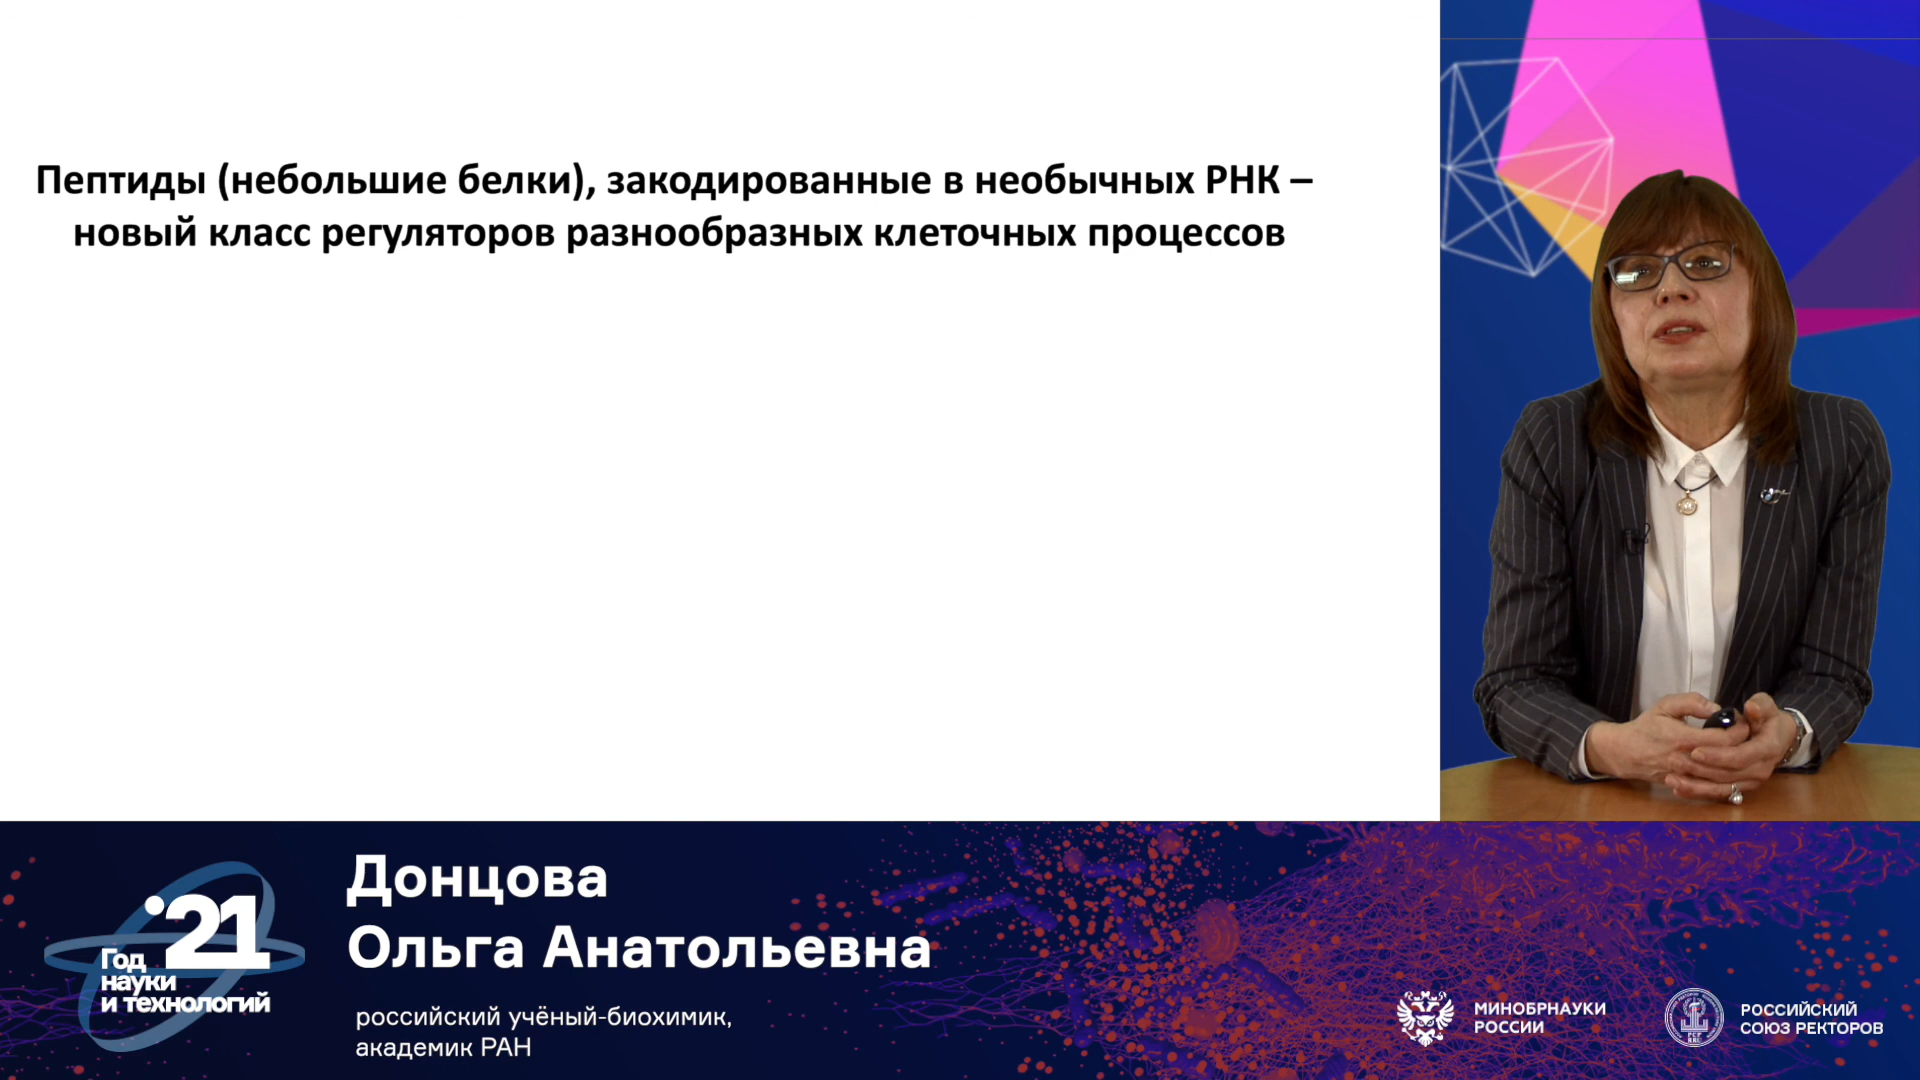 Пептиды (небольшие белки), закодированные в необычных РНК –
новый класс регуляторов разнообразных клеточных процессов
'21
Год
науки
и технологий
Донцова
Ольга Анатольевна
российский учёный-биохимик,
академик РАН
МИНОБРНАУКИ
РОССИИ
РОССИЙСКИЙ
СОЮЗ РЕКТОРОВ